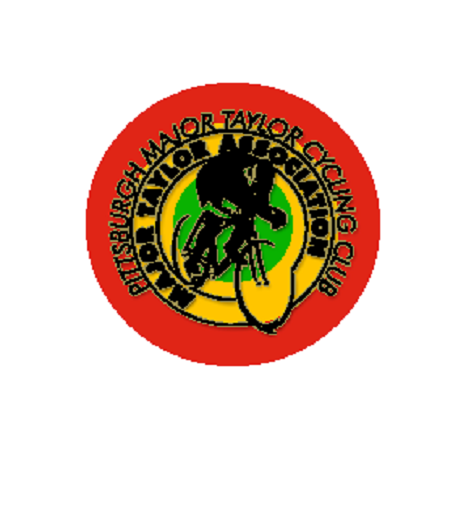 PITTSBURGH MAJOR TAYLOR CYCLING CLUB
MAJOR TAYLOR ASSOCIATION